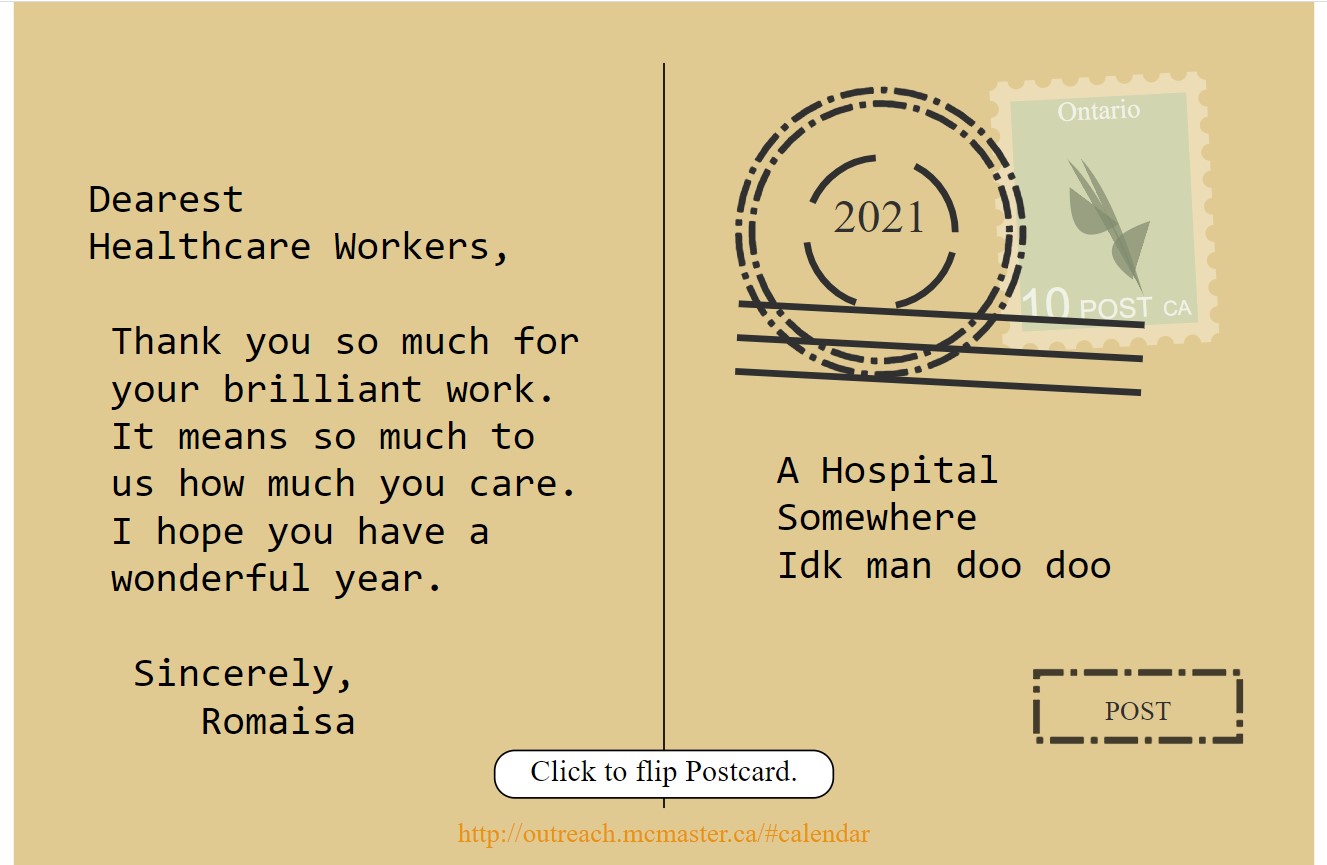 Dearest
Healthcare Workers,
Thank you so much for
your brilliant work.
It means so much to
us how much you care.
I hope you have a
wonderful year.
Sincerely,
Romaisa
2021
Ontario
10 POST CA
A Hospital
Somewhere
Idk man doo doo
POST
Click to flip Postcard.
http://outreach.mcmaster.ca/#calendar